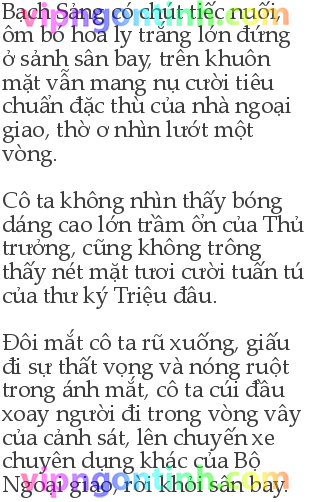 Bạch Sảng có chút tiếc nuối,
ôm bó hoa ly trắng lớn đứng
ở sảnh sân bay, trên khuôn
mặt vẫn mang nụ cười tiêu
chuẩn đặc thù của nhà ngoại
giao, thờ ơ nhìn lướt một
vòng.
Cô ta không nhìn thấy bóng
dáng cao lớn trầm ổn của Thủ
trưởng, cũng không trông
thấy nét mặt tươi cười tuấn tú
của thư ký Triệu đâu.
Đôi mắt cô ta rũ xuống, giấu
đi sự thất vọng và nóng ruột
trong ánh mắt, cô ta cúi đầu
xoay người đi trong vòng vây
của cảnh sát, lên chuyến xe
chuyên dụng khác của Bộ
Ngoại giao, rời khỏi sân bay.
vipngontinh.com
vipngontinh.com